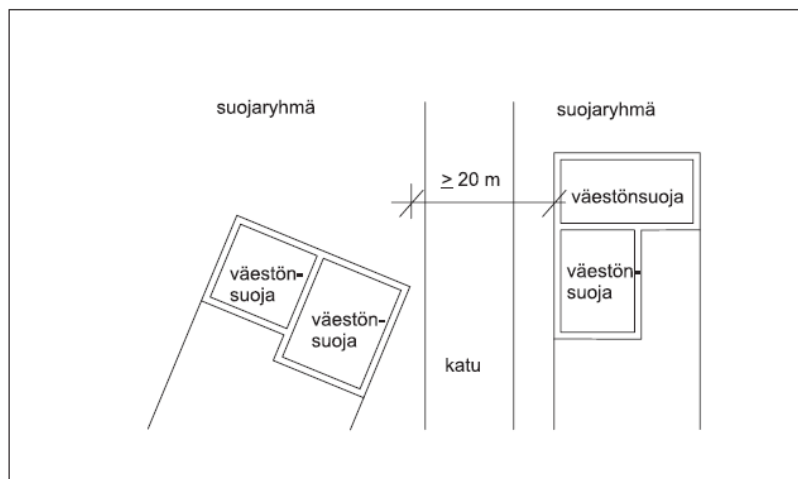 suojaryhmä
suojaryhmä
≥ 20 m
väestönsuoja
väestön-
suoja
väestön-
suoja
väestön-
suoja
katu